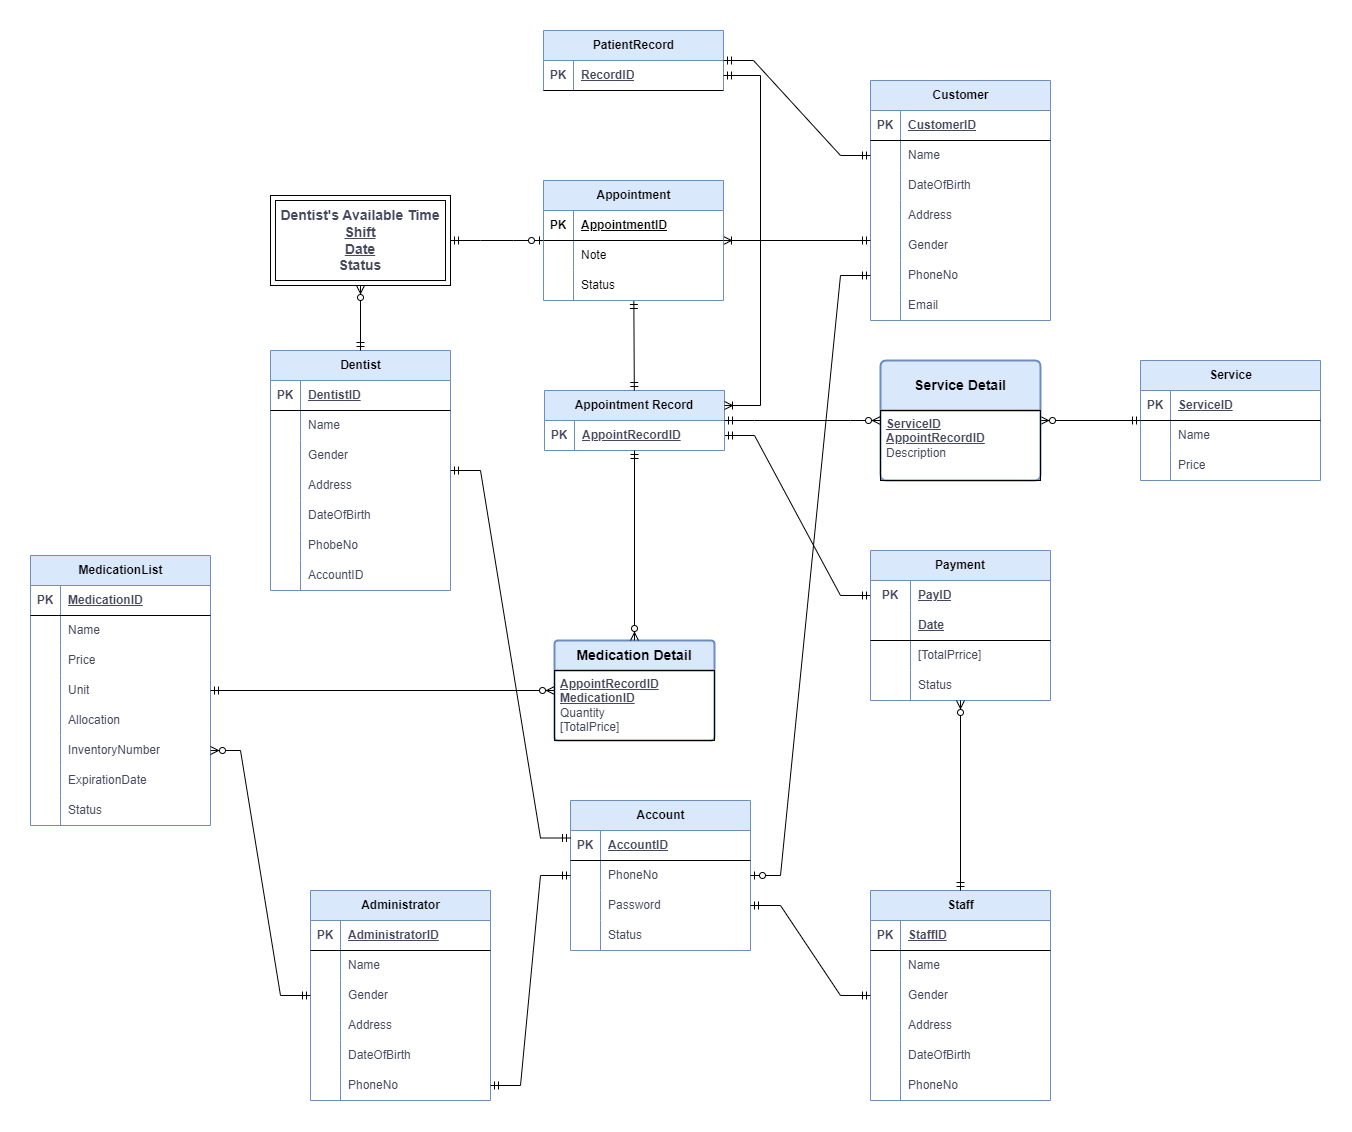 PatientRecord
PK RecordID
Customer
PK CustomerID
Name
DateOfBirth
Address
Gender
PhoneNo
Email
Appointment
PK AppointmentID
Note
Status
Dentist's Available Time
Shift
Date
Status
Dentist
PK DentistID
Name
Gender
Address
DateOfBirth
PhobeNo
AccountID
Appointment Record
PK AppointRecordID
Service Detail
ServiceID
AppointRecordID
Description
Service
PK ServiceID
Name
Price
MedicationList
PK MedicationID
Name
Price
Unit
Allocation
InventoryNumber
ExpirationDate
Status
Medication Detail
AppointRecordID
MedicationID
Quantity
[TotalPrice]
Payment
PK PayID
Date
[TotalPrrice]
Status
Account
PK AccountID
PhoneNo
Password
Status
Administrator
PK AdministratorID
Name
Gender
Address
DateOfBirth
PhoneNo
Staff
PK StaffID
Name
Gender
Address
DateOfBirth
PhoneNo